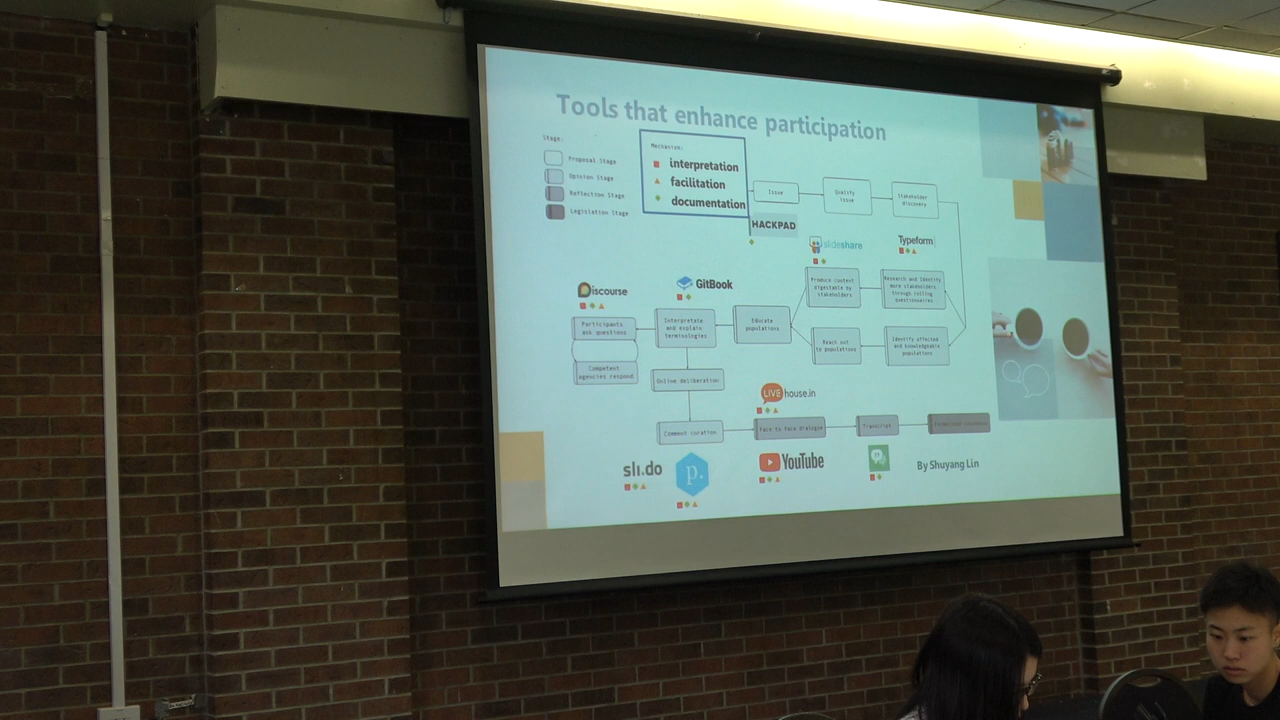 Tools that enhance participation
Stage:
Proposal Stage
Opinion Stage
Reflection Stage
Legislation Stage
Mechanism:
interpretation
facilitation
documentation
Issue
Qualify
issue
Stakeholder
discovery
HACKPAD
slideshare
Typeform
Produce context
digestable by
stakeholders
Research and Identify
more stakeholders
through rolling
questionnaires
Discourse
GitBook
Participants
ask questions
Interpretate
and explain
terminologies
Educate
populations
Reach out
to populations
Identify affected
and knowledgable
populations
Competent
agencies respond
Online deliberation
LIVE house.in
Comment curation
Face to face dialogue
Transcript
sli.do
p.
YouTube
By Shuyang Lin